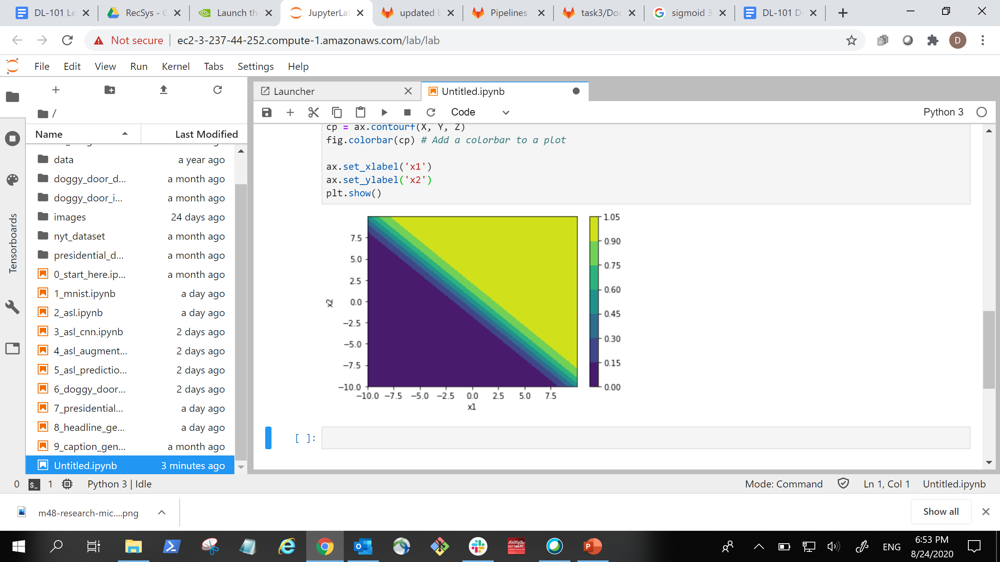 DL-101 Le
RecSys - G
Launch th
JupyterLa
updated b
Pipelines
task3/Doc
sigmoid 3
DL-101 D
Not secure
ec2-3-237-44-252.compute-1.amazonaws.com/lab/lab
D
File Edit View Run Kernel Tabs Settings Help
Launcher
Untitled.ipynb
/
Code
Python 3
Name Last Modified
data a year ago
doggy_door_d... a month ago
doggy_door_i... a month ago
images 24 days ago
nyt_dataset a month ago
presidential_d... a month ago
0_start_here.ip... a month ago
1_mnist.ipynb a day ago
2_asl.ipynb a day ago
3_asl_cnn.ipynb 2 days ago
4_asl_augment... 2 days ago
5_asl_predictio... 2 days ago
6_doggy_door... 2 days ago
7_presidential... a day ago
8_headline_ge... a day ago
9_caption_gen... a month ago
Untitled.ipynb 3 minutes ago
Tensorboards
cp = ax.contourf(X, Y, Z)
fig.colorbar(cp) # Add a colorbar to a plot
ax.set_xlabel('x1')
ax.set_ylabel('x2')
plt.show()
7.5
5.0
2.5
0.0
−2.5
−5.0
−7.5
−10.0
x2
−10.0 −7.5 −5.0 −2.5 0.0 2.5 5.0 7.5
x1
1.05
0.90
0.75
0.60
0.45
0.30
0.15
0.00
[ ]:
0 $_ 1 Python 3 | Idle
Mode: Command Ln 1, Col 1 Untitled.ipynb
m48-research-mic....png
Show all
AVAYA
one-X
ENG
6:53 PM
8/24/2020